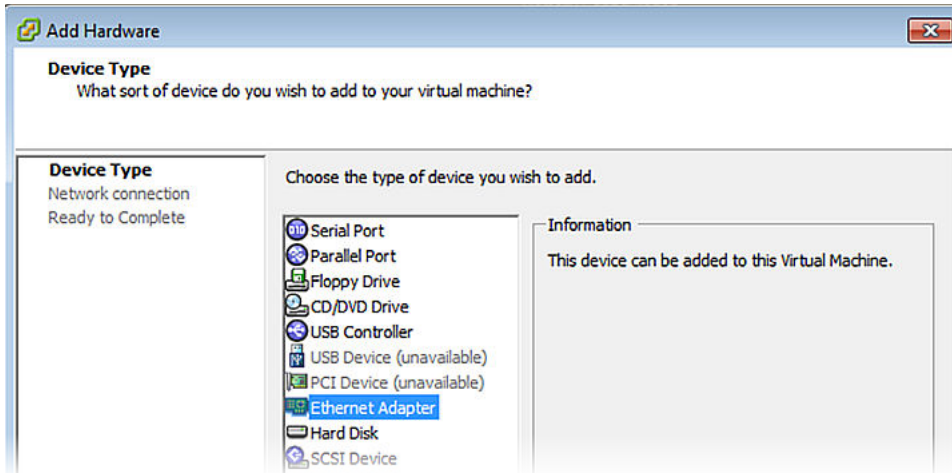 Add Hardware
Device Type
What sort of device do you wish to add to your virtual machine?
Device Type
Network connection
Ready to Complete
Choose the type of device you wish to add.
Serial Port
Parallel Port
Floppy Drive
CD/DVD Drive
USB Controller
USB Device (unavailable)
PCI Device (unavailable)
Ethernet Adapter
Hard Disk
SCSI Device
Information
This device can be added to this Virtual Machine.